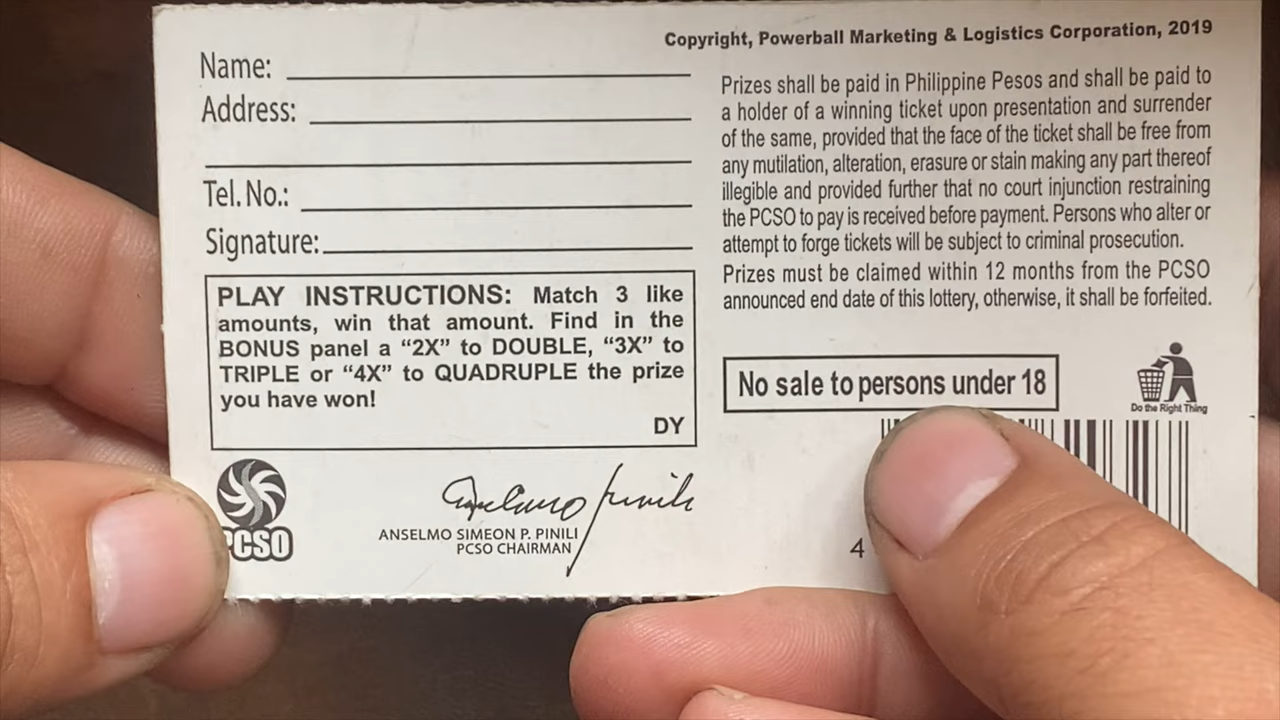 Copyright, Powerball Marketing & Logistics Corporation, 2019
Name:
Address:
Tel. No.:
Signature:
PLAY INSTRUCTIONS: Match 3 like
amounts, win that amount. Find in the
BONUS panel a “2X” to DOUBLE, “3X” to
TRIPLE or “4X” to QUADRUPLE the prize
you have won!
DY
PCSO
ANSELMO SIMEON P. PINILI
PCSO CHAIRMAN
Prizes shall be paid in Philippine Pesos and shall be paid to
a holder of a winning ticket upon presentation and surrender
of the same, provided that the face of the ticket shall be free from
any mutilation, alteration, erasure or stain making any part thereof
illegible and provided further that no court injunction restraining
the PCSO to pay is received before payment. Persons who alter or
attempt to forge tickets will be subject to criminal prosecution.
Prizes must be claimed within 12 months from the PCSO
announced end date of this lottery, otherwise, it shall be forfeited.
No sale to persons under 18
Do the Right Thing
4